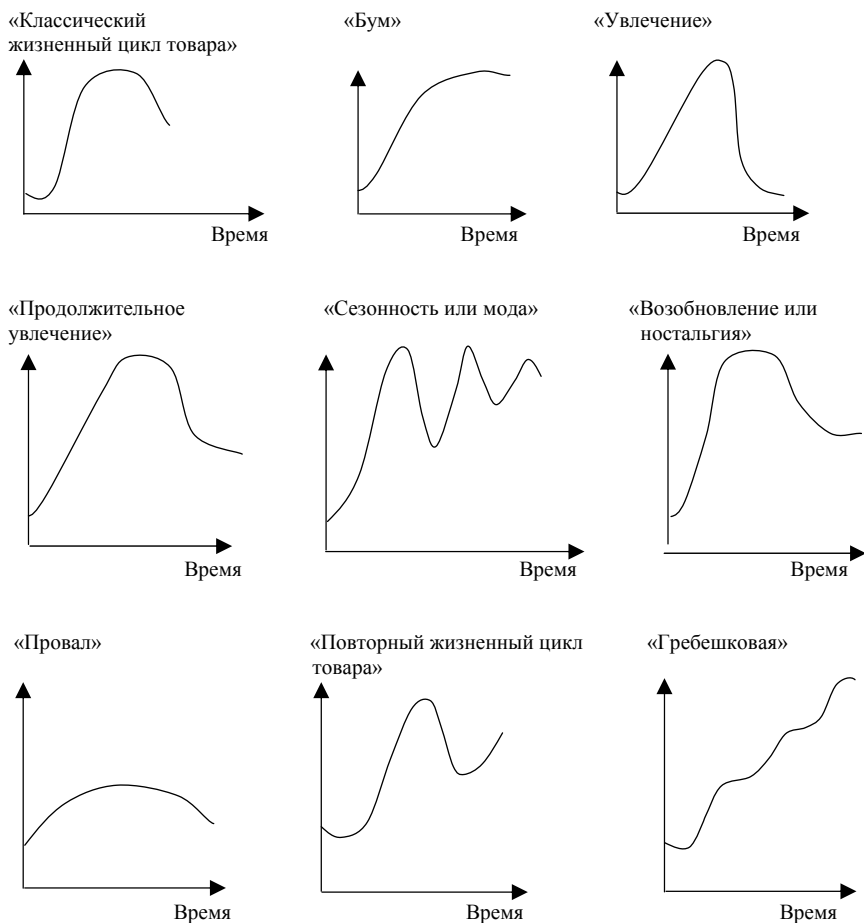 «Классический
жизненный цикл товара»
«Бум»
«Увлечение»
Время
Время
Время
«Продолжительное
увлечение»
«Сезонность или мода»
«Возобновление или
ностальгия»
Время
Время
Время
«Провал»
«Повторный жизненный цикл
товара»
«Гребешковая»
Время
Время
Время